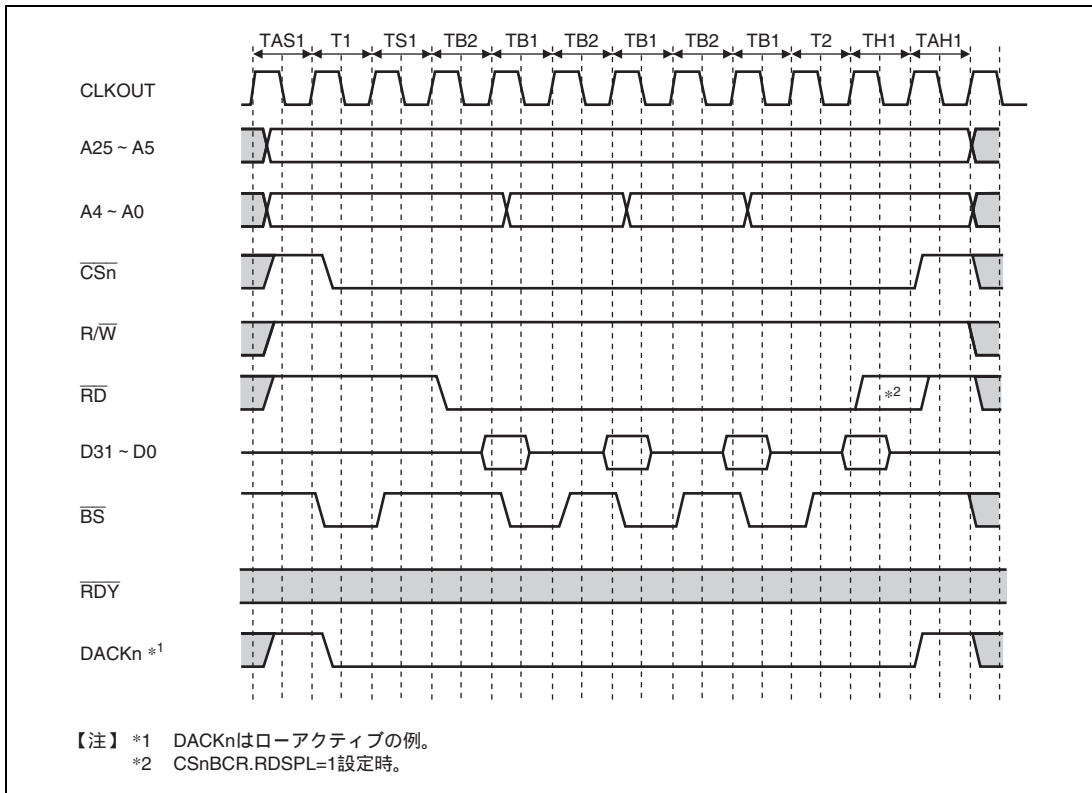 TAS1 T1 TS1 TB2 TB1 TB2 TB1 TB2 TB1 T2 TH1 TAH1
CLKOUT
A25 ~ A5
A4 ~ A0
CSn
R/W
RD
*2
D31 ~ D0
BS
RDY
DACKn *1
【注】 *1 DACKnはローアクティブの例。
*2 CSnBCR.RDSPL=1設定時。